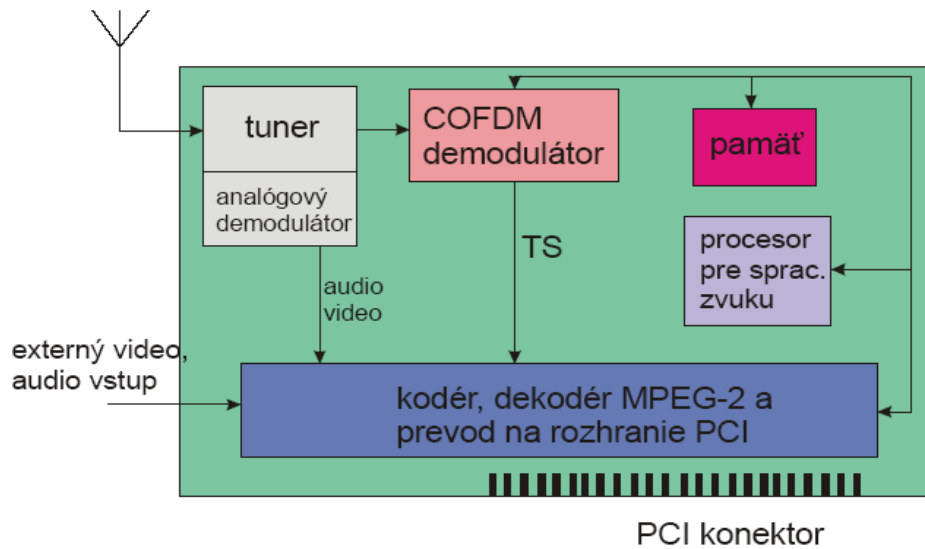 tuner
analógový
demodulátor
COFDM
demodulátor
pamäť
procesor
pre sprac.
zvuku
TS
audio
video
externý video,
audio vstup
kodér, dekodér MPEG-2 a
prevod na rozhranie PCI
PCI konektor